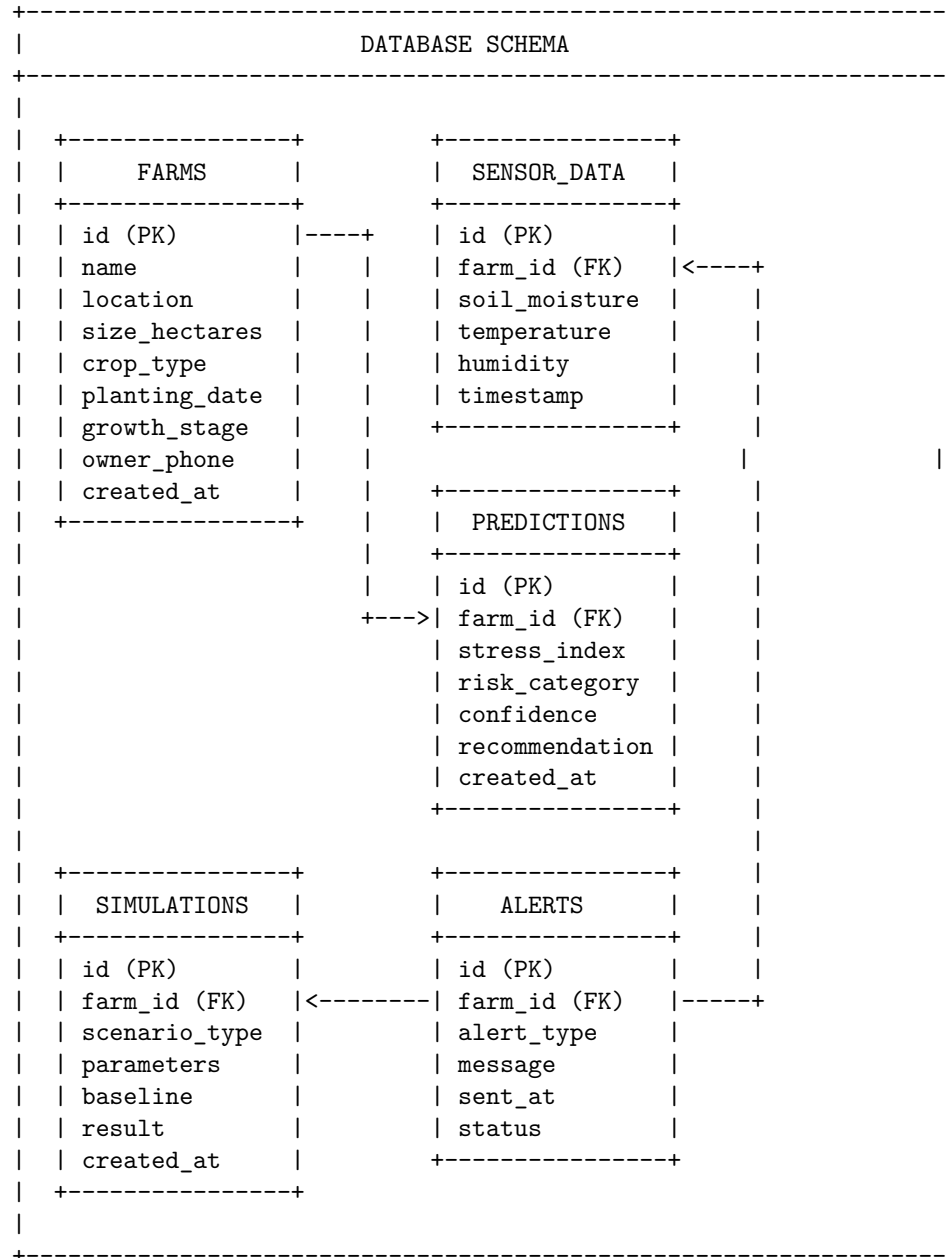 DATABASE SCHEMA
FARMS SENSOR_DATA
id (PK) id (PK)
name farm_id (FK)
location soil_moisture
size_hectares temperature
crop_type humidity
planting_date timestamp
growth_stage
owner_phone
created_at
PREDICTIONS
id (PK)
farm_id (FK)
stress_index
risk_category
confidence
recommendation
created_at
SIMULATIONS ALERTS
id (PK) id (PK)
farm_id (FK) farm_id (FK)
scenario_type alert_type
parameters message
baseline sent_at
result status
created_at